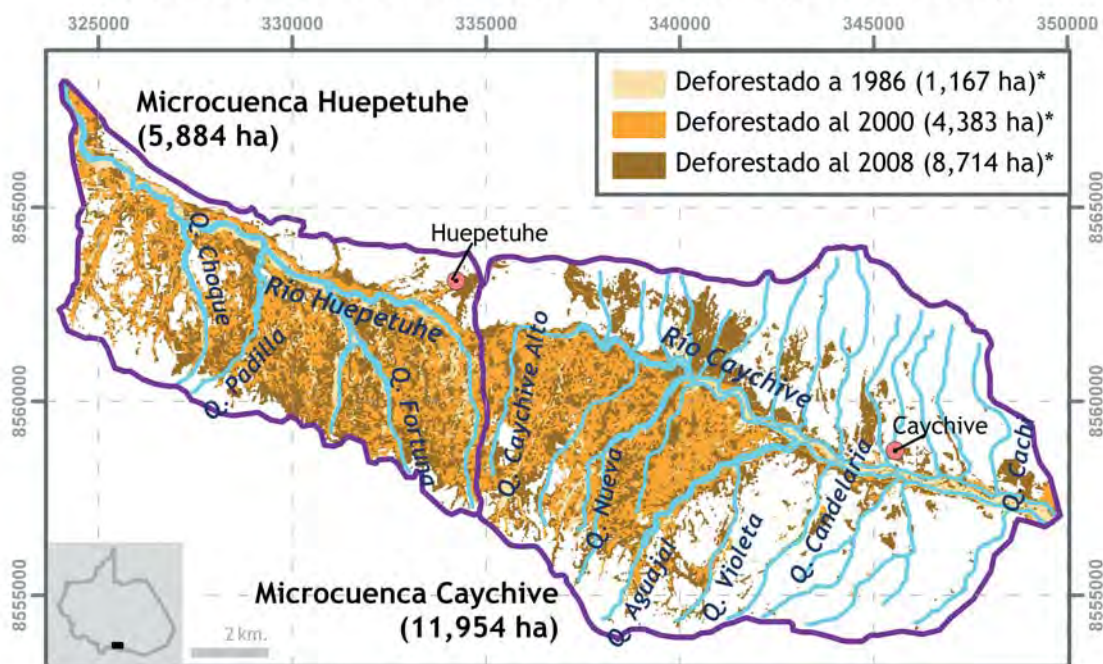 325000
330000
335000
340000
345000
350000
Microcuenca Huepetuhe
(5,884 ha)
Deforestado a 1986 (1,167 ha)*
Deforestado al 2000 (4,383 ha)*
Deforestado al 2008 (8,714 ha)*
8565000
8565000
Huepetuhe
Q. Choque
Río Huepetuhe
Q. Padilla
Q. Fortuna
Q. Caychive Alto
Río Caychive
8560000
8560000
Caychive
Q. Nueva
Q. Candelaria
Q. Cachi
Q. Aguajal
Q. Violeta
8555000
8555000
Microcuenca Caychive
(11,954 ha)
2 km.